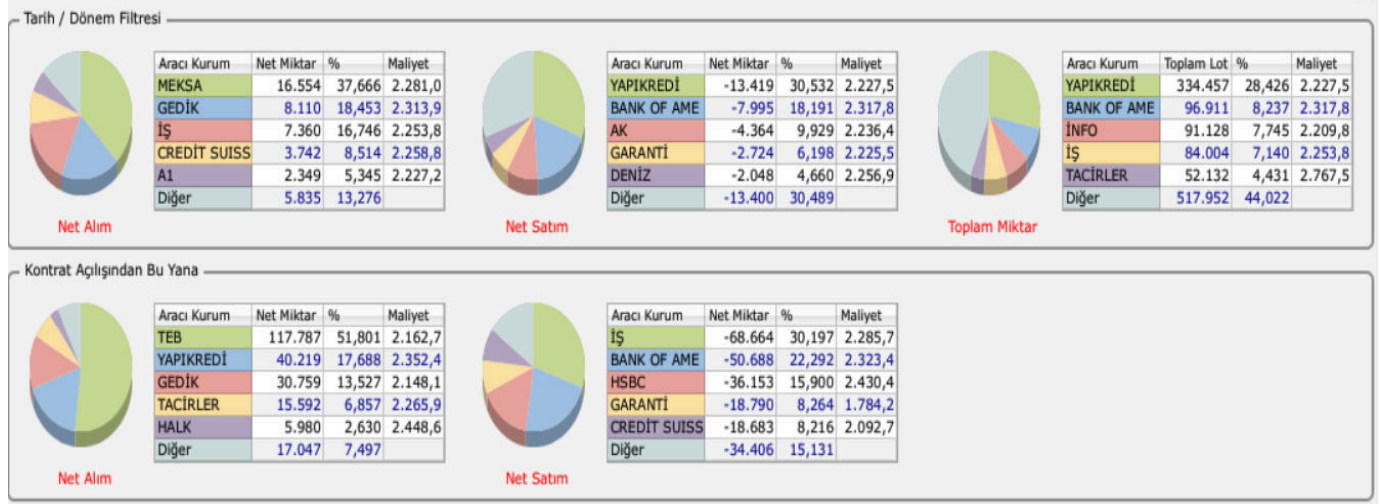 Tarih / Dönem Filtresi
Aracı Kurum Net Miktar % Maliyet
MEKSA 16.554 37,666 2.281,0
GEDİK 8.110 18,453 2.313,9
İŞ 7.360 16,746 2.253,8
CREDİT SUISS 3.742 8,514 2.258,8
A1 2.349 5,345 2.227,2
Diğer 5.835 13,276
Net Alım
Aracı Kurum Net Miktar % Maliyet
YAPIKREDİ -13.419 30,532 2.227,5
BANK OF AME -7.995 18,191 2.317,8
AK -4.364 9,929 2.236,4
GARANTİ -2.724 6,198 2.225,5
DENİZ -2.048 4,660 2.256,9
Diğer -13.400 30,489
Net Satım
Aracı Kurum Toplam Lot % Maliyet
YAPIKREDİ 334.457 28,426 2.227,5
BANK OF AME 96.911 8,237 2.317,8
İNFO 91.128 7,745 2.209,8
İŞ 84.004 7,140 2.253,8
TACİRLER 52.132 4,431 2.767,5
Diğer 517.952 44,022
Toplam Miktar
Kontrat Açılışından Bu Yana
Aracı Kurum Net Miktar % Maliyet
TEB 117.787 51,801 2.162,7
YAPIKREDİ 40.219 17,688 2.352,4
GEDİK 30.759 13,527 2.148,1
TACİRLER 15.592 6,857 2.265,9
HALK 5.980 2,630 2.448,6
Diğer 17.047 7,497
Net Alım
Aracı Kurum Net Miktar % Maliyet
İŞ -68.664 30,197 2.285,7
BANK OF AME -50.688 22,292 2.323,4
HSBC -36.153 15,900 2.430,4
GARANTİ -18.790 8,264 1.784,2
CREDİT SUISS -18.683 8,216 2.092,7
Diğer -34.406 15,131
Net Satım